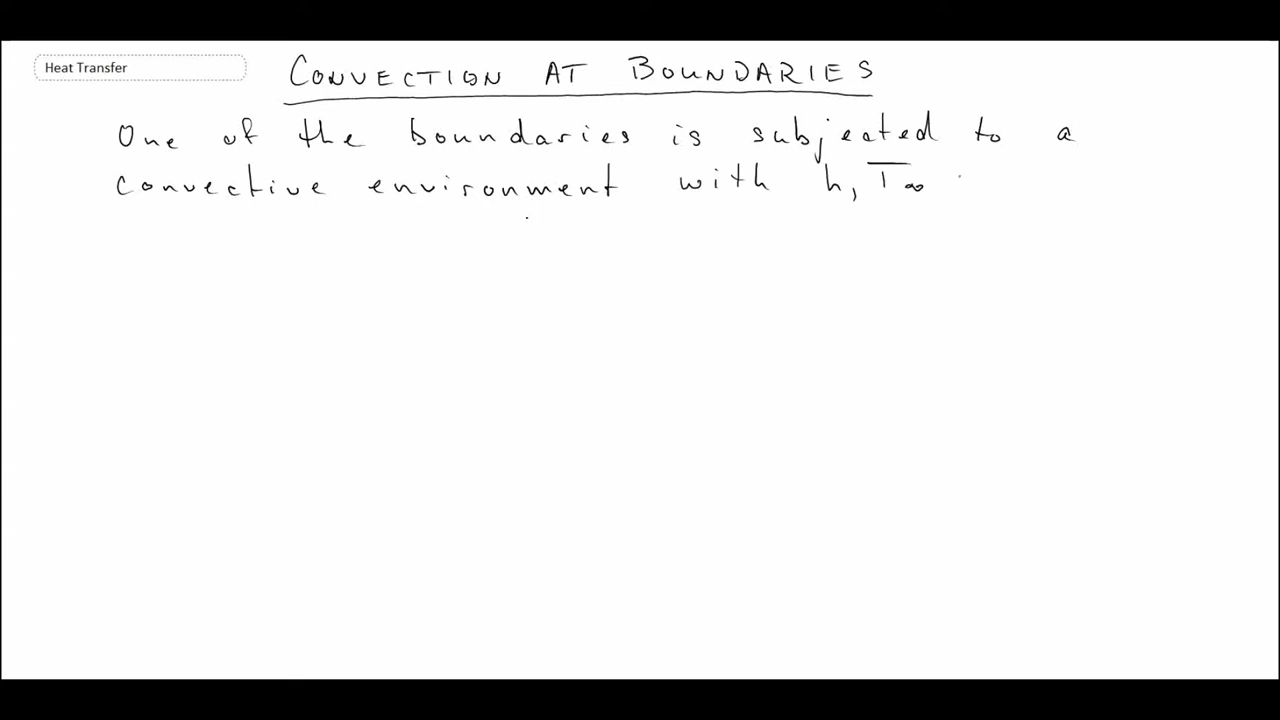 Heat Transfer
CONVECTION AT BOUNDARIES
One of the boundaries is subjected to a
convective environment with h, T∞